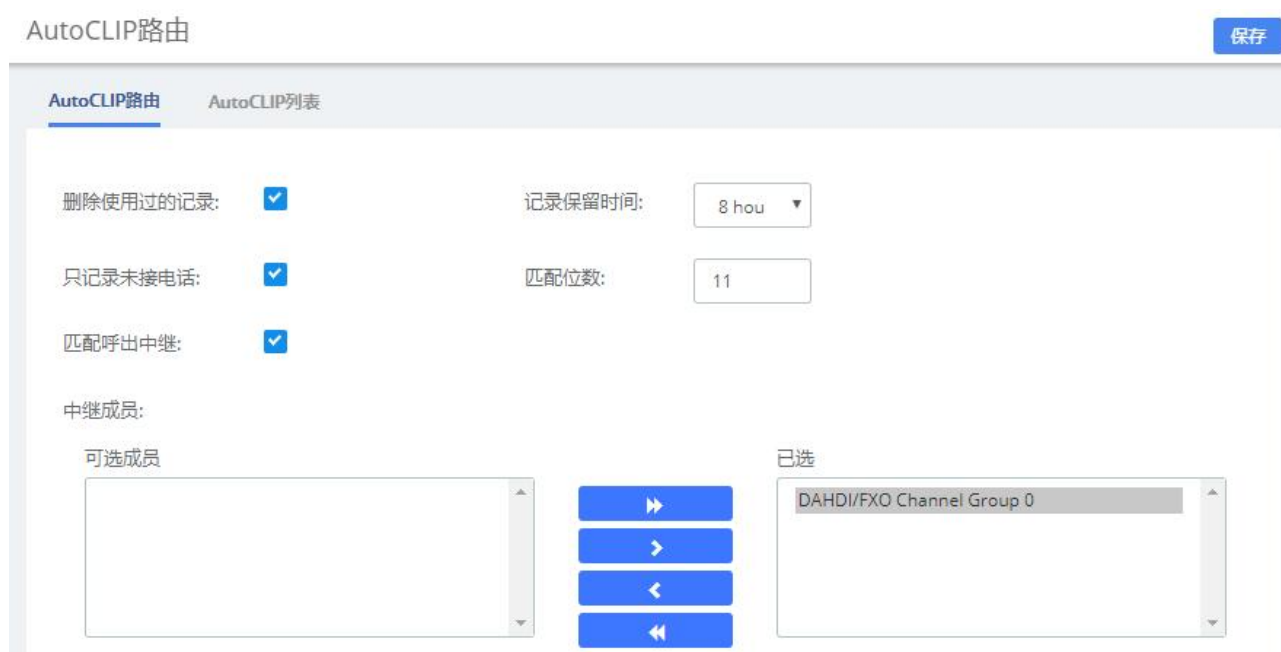 AutoCLIP路由
保存
AutoCLIP路由 AutoCLIP列表
删除使用过的记录: 记录保留时间: 8 hou
只记录未接电话: 匹配位数: 11
匹配呼出中继:
中继成员:
可选成员 已选
DAHDI/FXO Channel Group 0